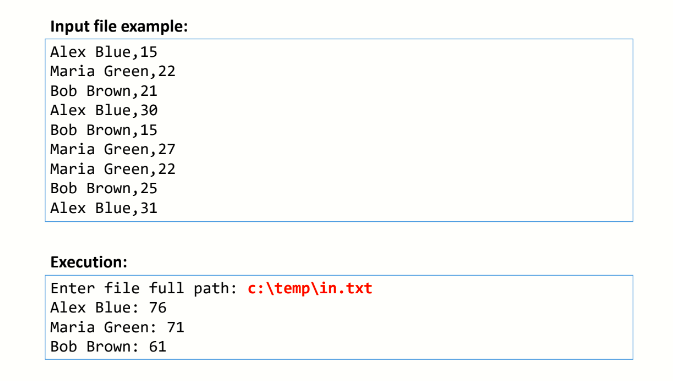 Input file example:
Alex Blue,15
Maria Green,22
Bob Brown,21
Alex Blue,30
Bob Brown,15
Maria Green,27
Maria Green,22
Bob Brown,25
Alex Blue,31
Execution:
Enter file full path: c:\temp\in.txt
Alex Blue: 76
Maria Green: 71
Bob Brown: 61